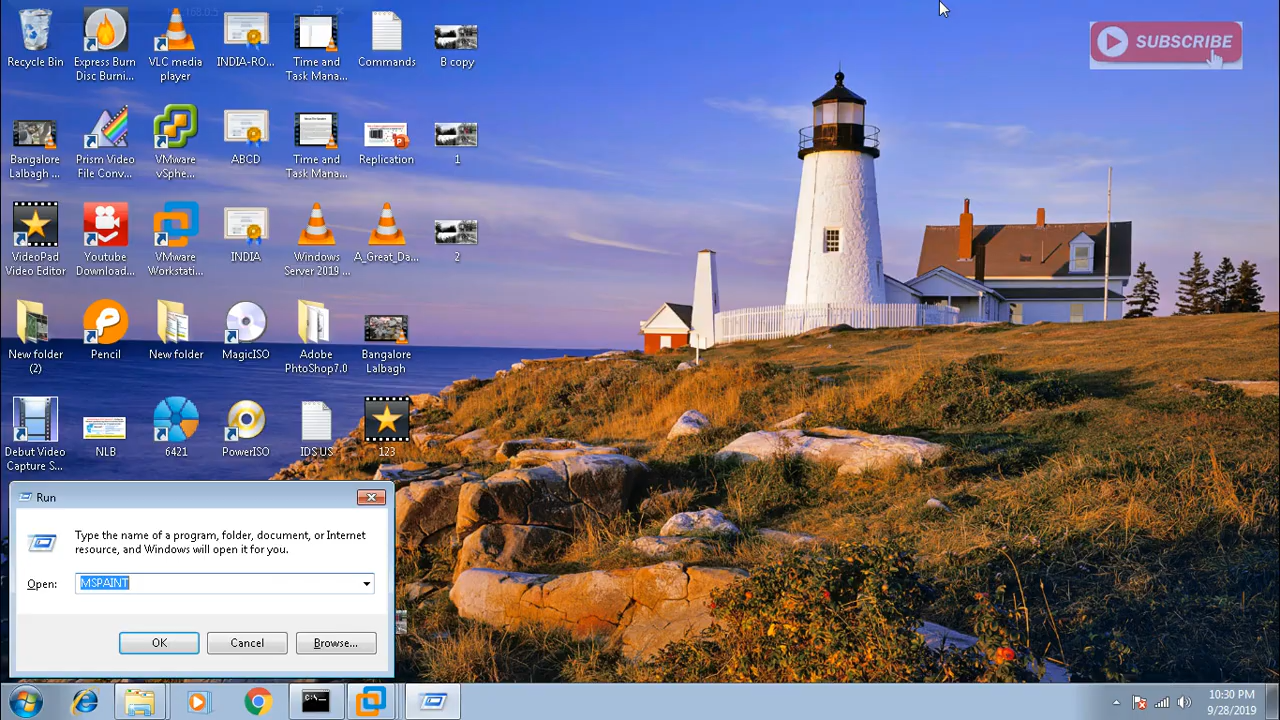 Recycle Bin
Express Burn
Disc Burni...
VLC media
player
INDIA-RO...
Time and
Task Mana...
Commands
B copy
SUBSCRIBE
Bangalore
Lalbagh ...
Prism Video
File Conv...
VMware
vSphe...
ABCD
Time and
Task Mana...
Replication
1
VideoPad
Video Editor
Youtube
Download...
VMware
Workstati...
INDIA
Windows
Server 2019 ...
A_Great_Da...
2
New folder
(2)
Pencil
New folder
MagicISO
Adobe
PhtoShop7.0
Bangalore
Lalbagh
Debut Video
Capture S...
NLB
6421
PowerISO
IDS US
123
Run
Type the name of a program, folder, document, or Internet
resource, and Windows will open it for you.
Open:
MSPAINT
OK
Cancel
Browse...
10:30 PM
9/28/2019